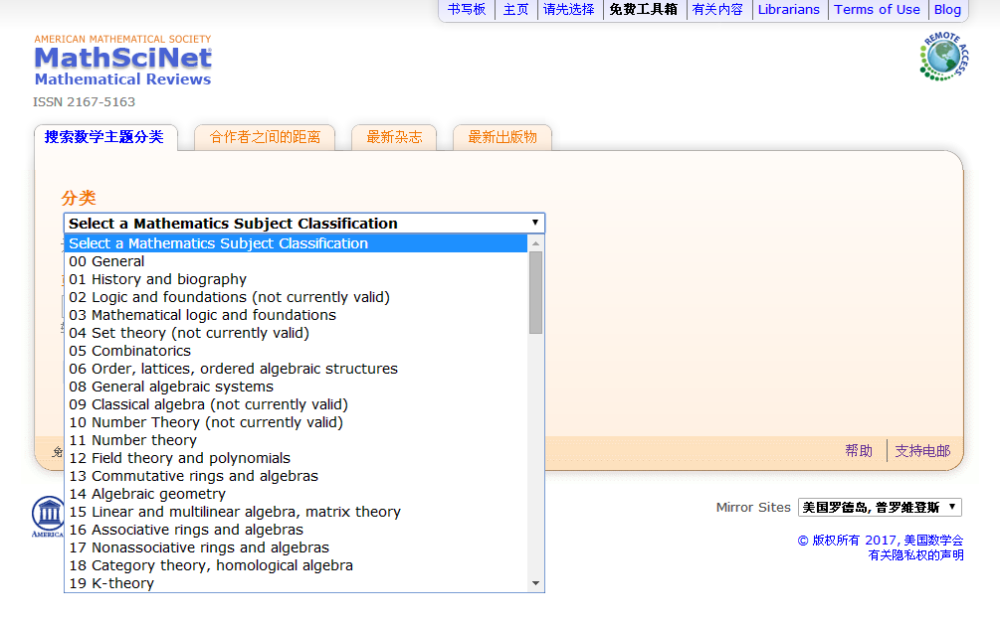 书写板 主页 请先选择 免费工具箱 有关内容 Librarians Terms of Use Blog
AMERICAN MATHEMATICAL SOCIETY
MathSciNet
Mathematical Reviews
ISSN 2167-5163
REMOTE ACCESS
搜索数学主题分类 合作者之间的距离 最新杂志 最新出版物
分类
Select a Mathematics Subject Classification
Select a Mathematics Subject Classification
00 General
01 History and biography
02 Logic and foundations (not currently valid)
03 Mathematical logic and foundations
04 Set theory (not currently valid)
05 Combinatorics
06 Order, lattices, ordered algebraic structures
08 General algebraic systems
09 Classical algebra (not currently valid)
10 Number Theory (not currently valid)
11 Number theory
12 Field theory and polynomials
13 Commutative rings and algebras
14 Algebraic geometry
15 Linear and multilinear algebra, matrix theory
16 Associative rings and algebras
17 Nonassociative rings and algebras
18 Category theory, homological algebra
19 K-theory
免 帮助 支持电邮
Mirror Sites 美国罗德岛, 普罗维登斯
© 版权所有 2017, 美国数学会
有关隐私权的声明